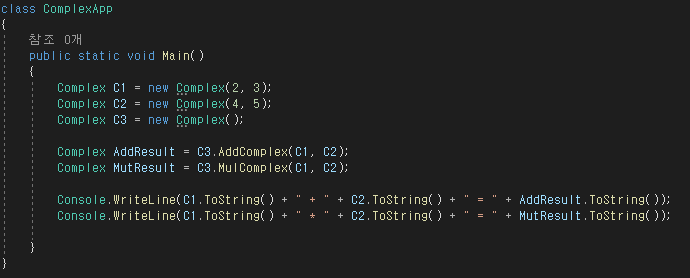 class ComplexApp
{
참조 0개
public static void Main()
{
Complex C1 = new Complex(2, 3);
Complex C2 = new Complex(4, 5);
Complex C3 = new Complex();
Complex AddResult = C3.AddComplex(C1, C2);
Complex MutResult = C3.MulComplex(C1, C2);
Console.WriteLine(C1.ToString() + " + " + C2.ToString() + " = " + AddResult.ToString());
Console.WriteLine(C1.ToString() + " * " + C2.ToString() + " = " + MutResult.ToString());
}
}